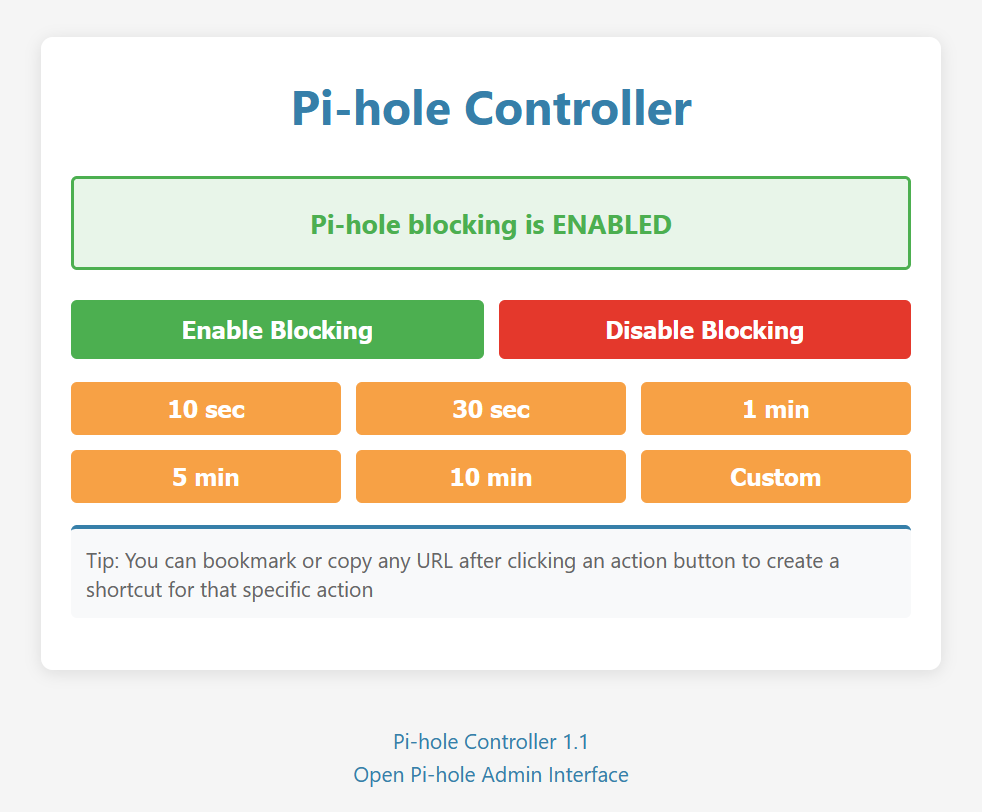 Pi-hole Controller
Pi-hole blocking is ENABLED
Enable Blocking
Disable Blocking
10 sec
30 sec
1 min
5 min
10 min
Custom
Tip: You can bookmark or copy any URL after clicking an action button to create a
shortcut for that specific action
Pi-hole Controller 1.1
Open Pi-hole Admin Interface